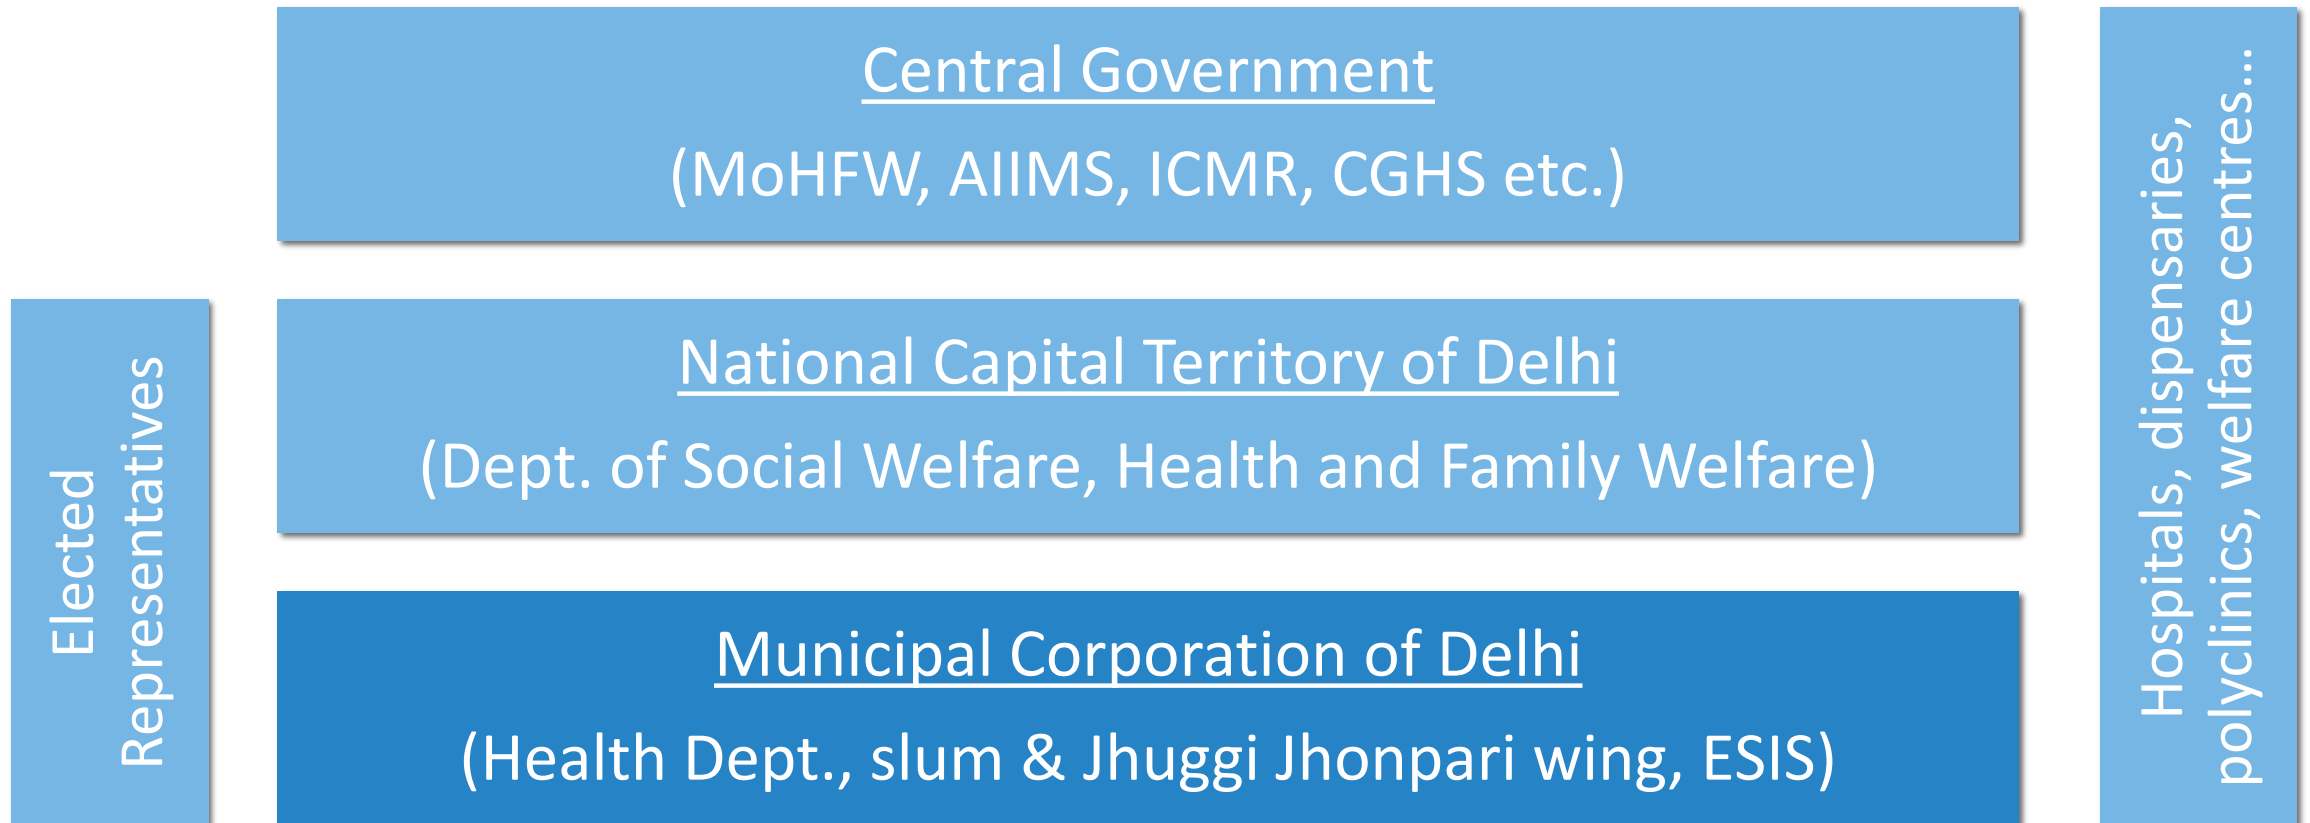 Central Government
(MoHFW, AIIMS, ICMR, CGHS etc.)
National Capital Territory of Delhi
(Dept. of Social Welfare, Health and Family Welfare)
Municipal Corporation of Delhi
(Health Dept., slum & Jhuggi Jhonpari wing, ESIS)
Elected
Representatives
Hospitals, dispensaries,
polyclinics, welfare centres...